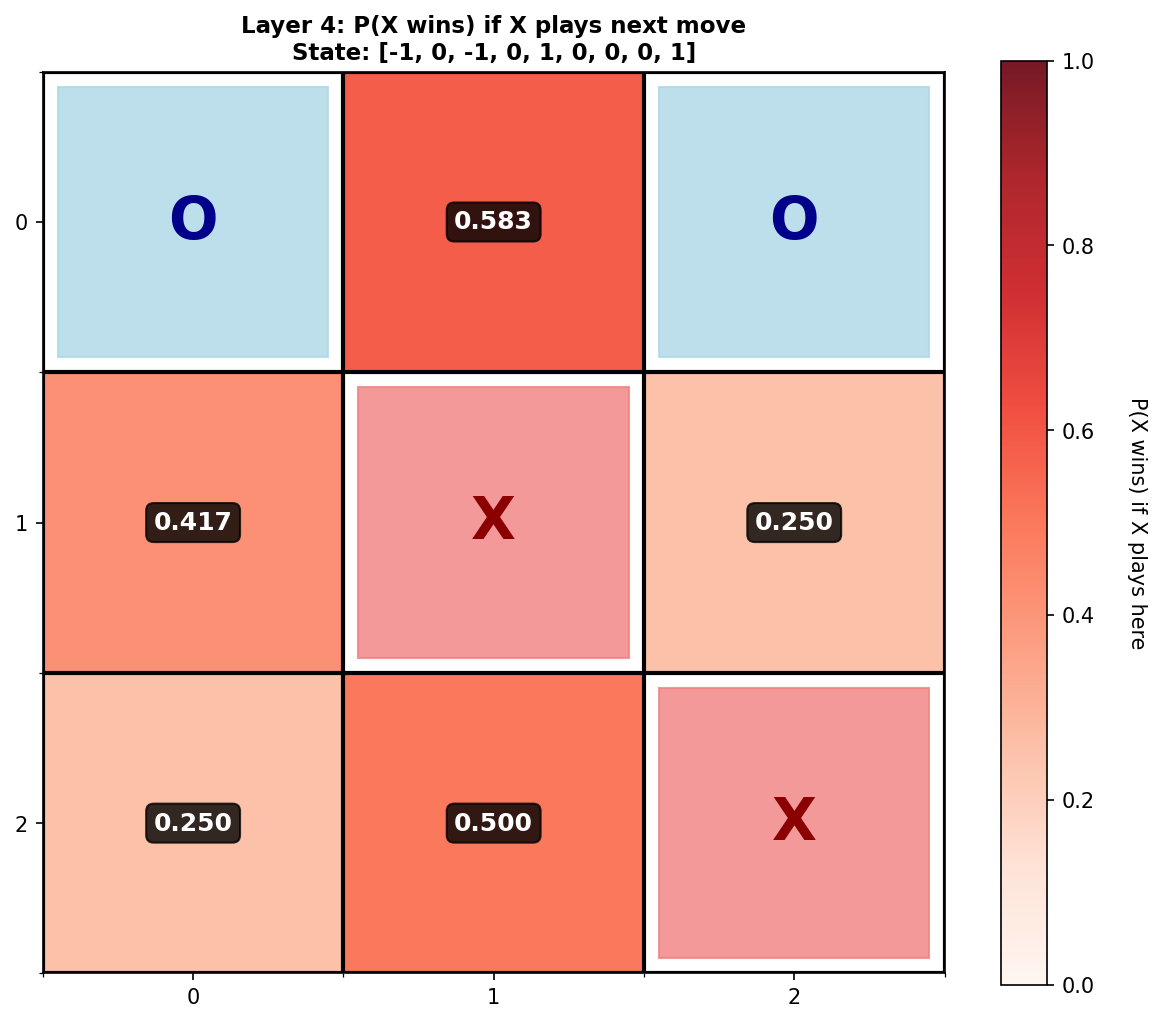 Layer 4: P(X wins) if X plays next move
State: [-1, 0, -1, 0, 1, 0, 0, 0, 1]
0
O
0.583
O
1
0.417
X
0.250
2
0.250
0.500
X
0
1
2
1.0
0.8
0.6
0.4
0.2
0.0
P(X wins) if X plays here